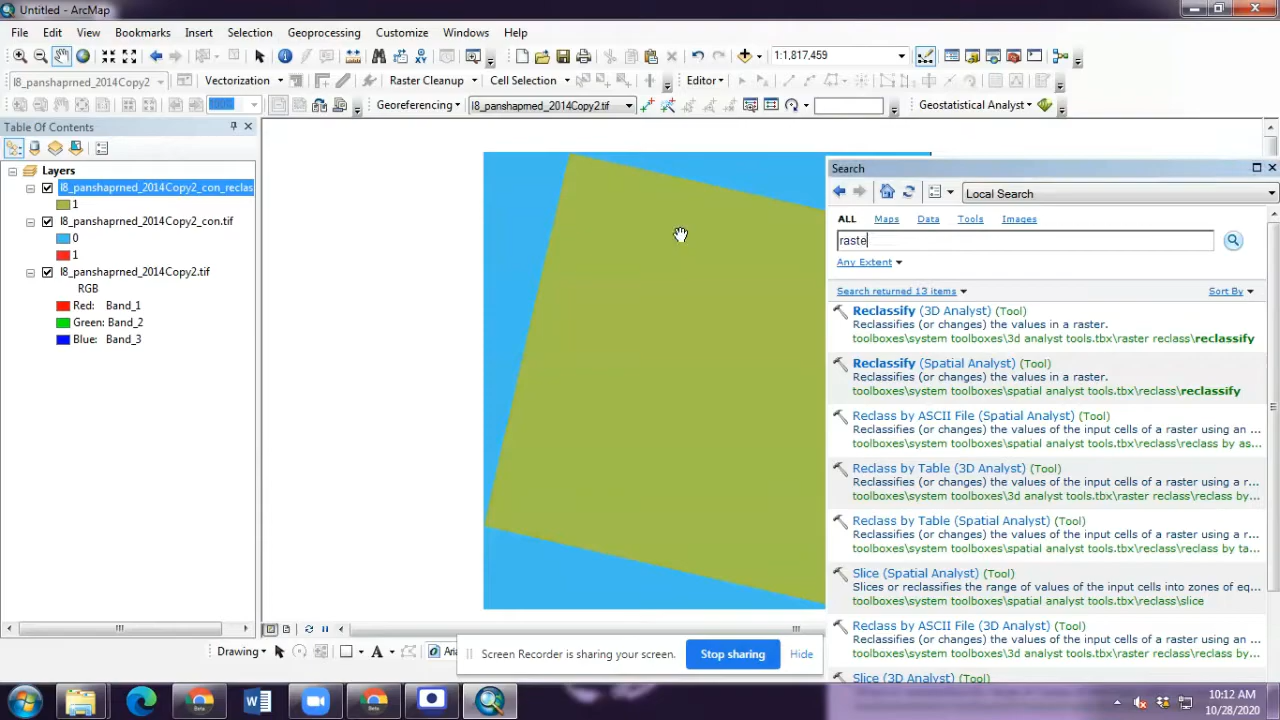 Untitled - ArcMap
File Edit View Bookmarks Insert Selection Geoprocessing Customize Windows Help
1:1,817,459
l8_panshaprned_2014Copy2 Vectorization Raster Cleanup Cell Selection Editor
100% Georeferencing l8_panshaprned_2014Copy2.tif Geostatistical Analyst
Table Of Contents
Layers
l8_panshaprned_2014Copy2_con_reclas
1
l8_panshaprned_2014Copy2_con.tif
0
1
l8_panshaprned_2014Copy2.tif
RGB
Red: Band_1
Green: Band_2
Blue: Band_3
Search
Local Search
ALL Maps Data Tools Images
raste
Any Extent
Search returned 13 items Sort By
Reclassify (3D Analyst) (Tool)
Reclassifies (or changes) the values in a raster.
toolboxes\system toolboxes\3d analyst tools.tbx\raster reclass\reclassify
Reclassify (Spatial Analyst) (Tool)
Reclassifies (or changes) the values in a raster.
toolboxes\system toolboxes\spatial analyst tools.tbx\reclass\reclassify
Reclass by ASCII File (Spatial Analyst) (Tool)
Reclassifies (or changes) the values of the input cells of a raster using an ...
toolboxes\system toolboxes\spatial analyst tools.tbx\reclass\reclass by as...
Reclass by Table (3D Analyst) (Tool)
Reclassifies (or changes) the values of the input cells of a raster using a r...
toolboxes\system toolboxes\3d analyst tools.tbx\raster reclass\reclass by...
Reclass by Table (Spatial Analyst) (Tool)
Reclassifies (or changes) the values of the input cells of a raster using a r...
toolboxes\system toolboxes\spatial analyst tools.tbx\reclass\reclass by ta...
Slice (Spatial Analyst) (Tool)
Slices or reclassifies the range of values of the input cells into zones of eq...
toolboxes\system toolboxes\spatial analyst tools.tbx\reclass\slice
Reclass by ASCII File (3D Analyst) (Tool)
Reclassifies (or changes) the values of the input cells of a raster using an ...
toolboxes\system toolboxes\3d analyst tools.tbx\raster reclass\reclass by...
Slice (3D Analyst) (Tool)
Drawing A Aria
Screen Recorder is sharing your screen. Stop sharing Hide
Beta Beta
10:12 AM
10/28/2020